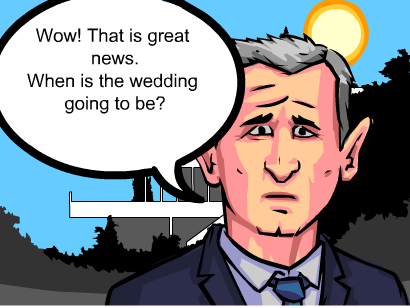 Wow! That is great
news.
When is the wedding
going to be?